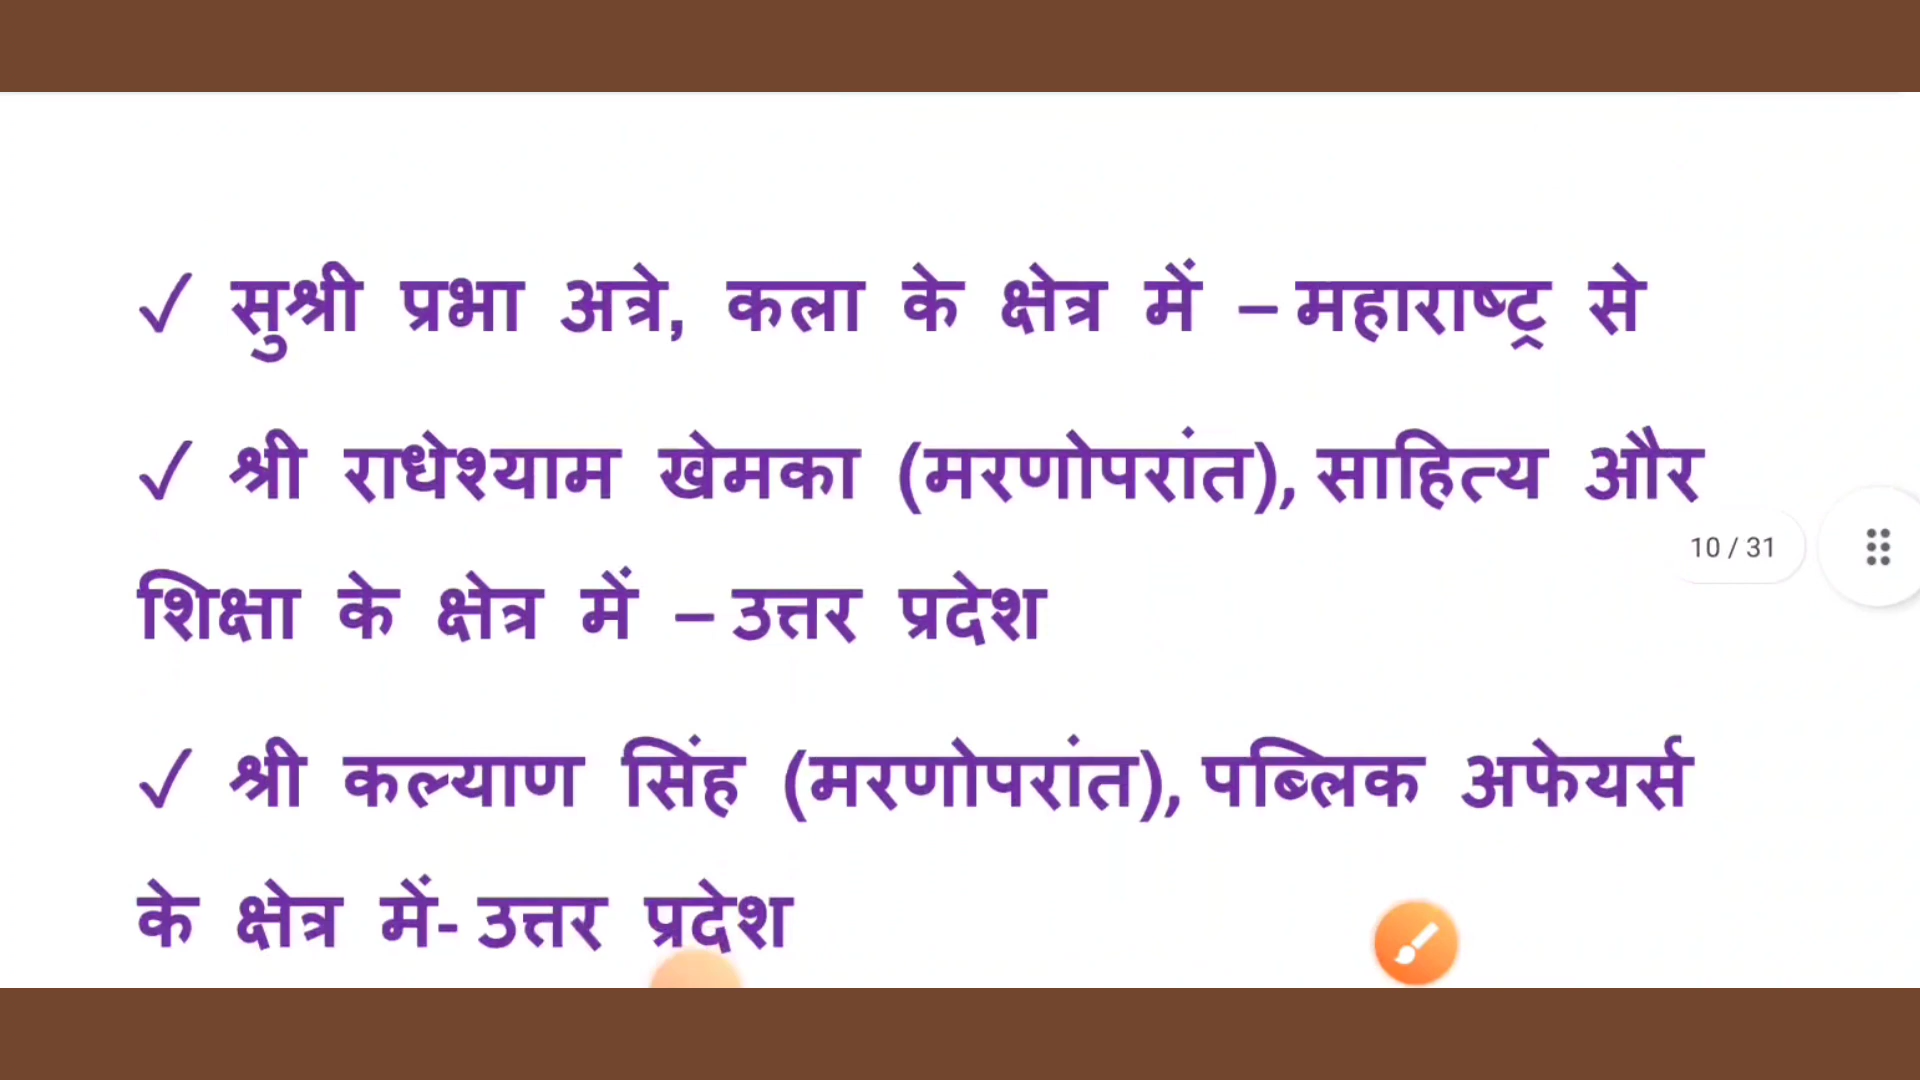 ✓ सुश्री प्रभा अत्रे, कला के क्षेत्र में – महाराष्ट्र से
✓ श्री राधेश्याम खेमका (मरणोपरांत), साहित्य और
10 / 31
शिक्षा के क्षेत्र में – उत्तर प्रदेश
✓ श्री कल्याण सिंह (मरणोपरांत), पब्लिक अफेयर्स
के क्षेत्र में- उत्तर प्रदेश